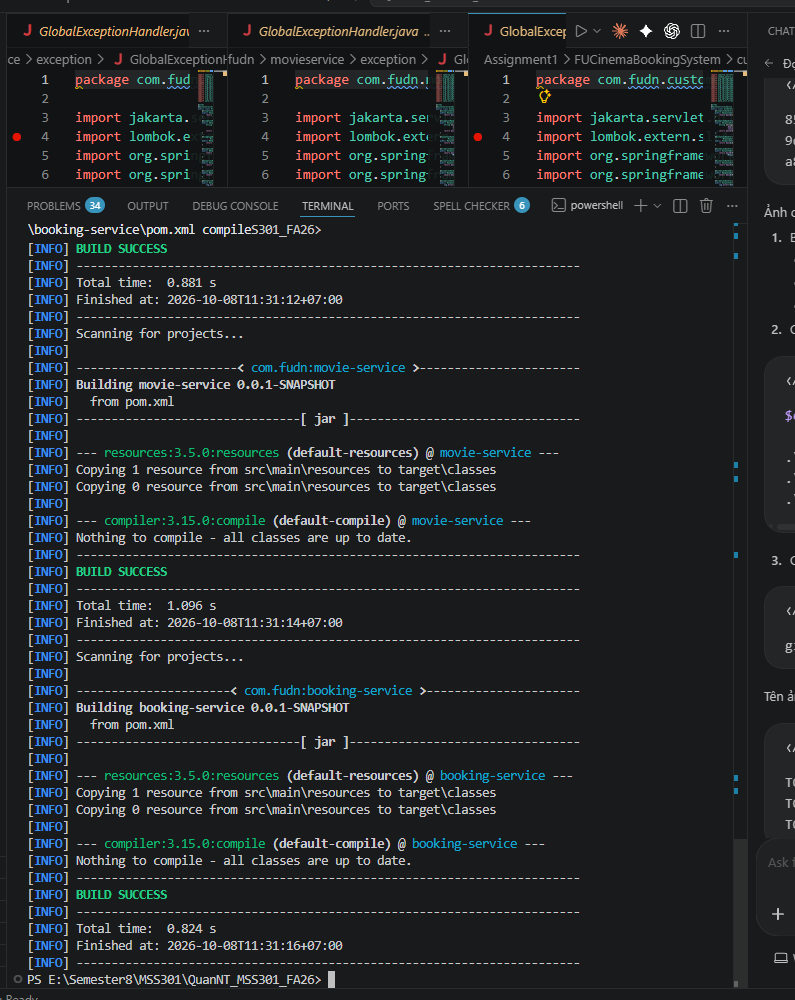 GlobalExceptionHandler.jav ...
GlobalExceptionHandler.java ...
GlobalExcep
CHAT
ce > exception > GlobalExceptionH
fudn > movieservice > exception > Gl
Assignment1 > FUCinemaBookingSystem > cu
1 package com.fud
2
3 import jakarta.
4 import lombok.e
5 import org.spri
6 import org.spri
1 package com.fudn.
2
3 import jakarta.se
4 import lombok.ext
5 import org.spring
6 import org.spring
1 package com.fudn.custo
2
3 import jakarta.servlet
4 import lombok.extern.s
5 import org.springframe
6 import org.springframe
PROBLEMS 34 OUTPUT DEBUG CONSOLE TERMINAL PORTS SPELL CHECKER 6 powershell
\booking-service\pom.xml compileS301_FA26>
[INFO] BUILD SUCCESS
[INFO] ------------------------------------------------------------------------
[INFO] Total time:  0.881 s
[INFO] Finished at: 2026-10-08T11:31:12+07:00
[INFO] ------------------------------------------------------------------------
[INFO] Scanning for projects...
[INFO]
[INFO] -----------------------< com.fudn:movie-service >-----------------------
[INFO] Building movie-service 0.0.1-SNAPSHOT
[INFO]   from pom.xml
[INFO] --------------------------------[ jar ]---------------------------------
[INFO]
[INFO] --- resources:3.5.0:resources (default-resources) @ movie-service ---
[INFO] Copying 1 resource from src\main\resources to target\classes
[INFO] Copying 0 resource from src\main\resources to target\classes
[INFO]
[INFO] --- compiler:3.15.0:compile (default-compile) @ movie-service ---
[INFO] Nothing to compile - all classes are up to date.
[INFO] ------------------------------------------------------------------------
[INFO] BUILD SUCCESS
[INFO] ------------------------------------------------------------------------
[INFO] Total time:  1.096 s
[INFO] Finished at: 2026-10-08T11:31:14+07:00
[INFO] ------------------------------------------------------------------------
[INFO] Scanning for projects...
[INFO]
[INFO] ----------------------< com.fudn:booking-service >----------------------
[INFO] Building booking-service 0.0.1-SNAPSHOT
[INFO]   from pom.xml
[INFO] --------------------------------[ jar ]---------------------------------
[INFO]
[INFO] --- resources:3.5.0:resources (default-resources) @ booking-service ---
[INFO] Copying 1 resource from src\main\resources to target\classes
[INFO] Copying 0 resource from src\main\resources to target\classes
[INFO]
[INFO] --- compiler:3.15.0:compile (default-compile) @ booking-service ---
[INFO] Nothing to compile - all classes are up to date.
[INFO] ------------------------------------------------------------------------
[INFO] BUILD SUCCESS
[INFO] ------------------------------------------------------------------------
[INFO] Total time:  0.824 s
[INFO] Finished at: 2026-10-08T11:31:16+07:00
[INFO] ------------------------------------------------------------------------
PS E:\Semester8\MSS301\QuanNT_MSS301_FA26>
1.
2.
3.
Tên ả
Ask f